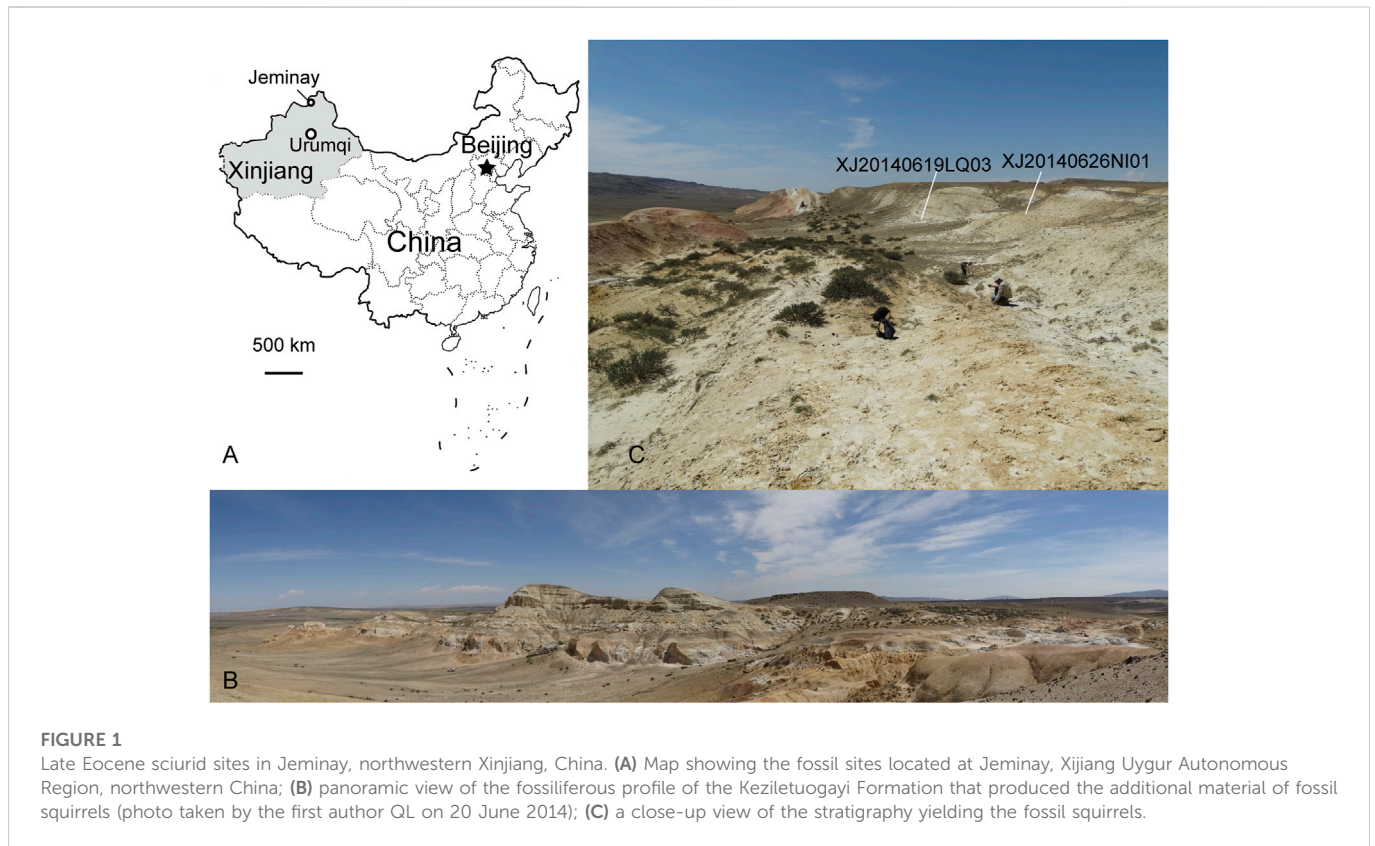 Jeminay
Urumqi
Xinjiang
Beijing
China
500 km
A
XJ20140619LQ03
XJ20140626NI01
C
B
FIGURE 1
Late Eocene sciurid sites in Jeminay, northwestern Xinjiang, China. (A) Map showing the fossil sites located at Jeminay, Xijiang Uygur Autonomous
Region, northwestern China; (B) panoramic view of the fossiliferous profile of the Keziletuogayi Formation that produced the additional material of fossil
squirrels (photo taken by the first author QL on 20 June 2014); (C) a close-up view of the stratigraphy yielding the fossil squirrels.